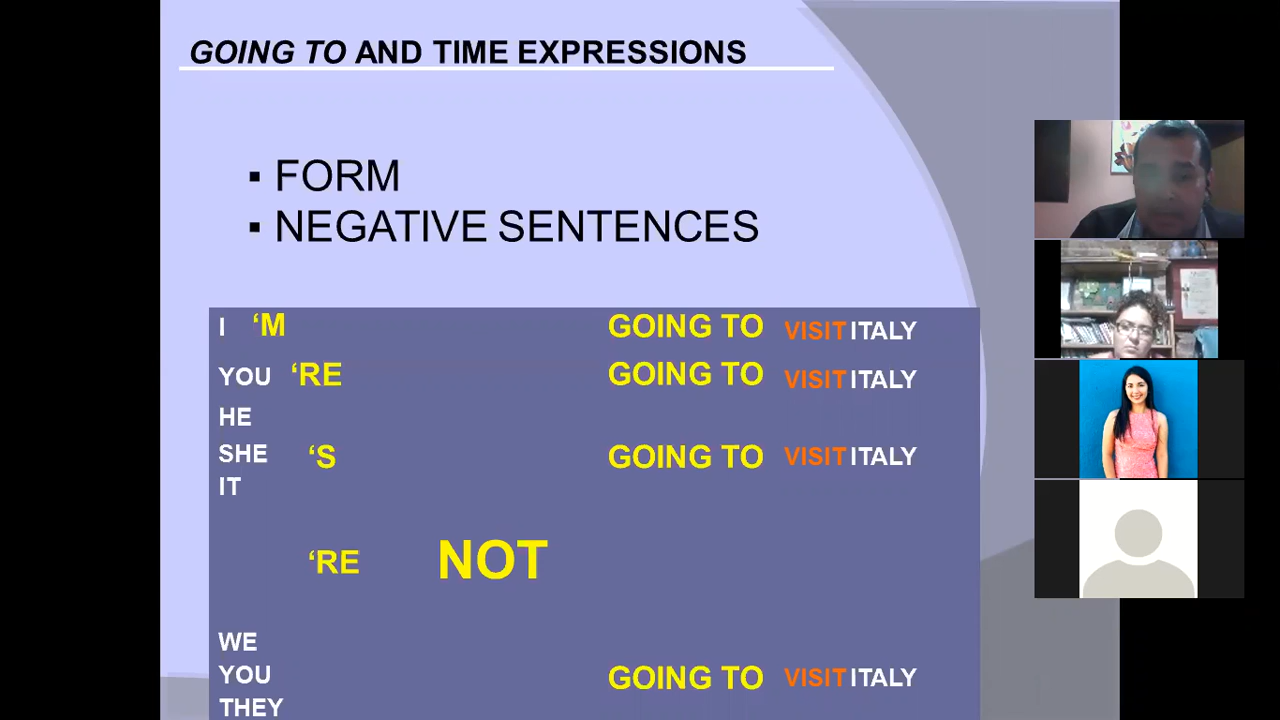 GOING TO AND TIME EXPRESSIONS
▪ FORM
▪ NEGATIVE SENTENCES
I ‘M GOING TO VISIT ITALY
YOU ‘RE GOING TO VISIT ITALY
HE
SHE ‘S GOING TO VISIT ITALY
IT
‘RE NOT
WE
YOU GOING TO VISIT ITALY
THEY